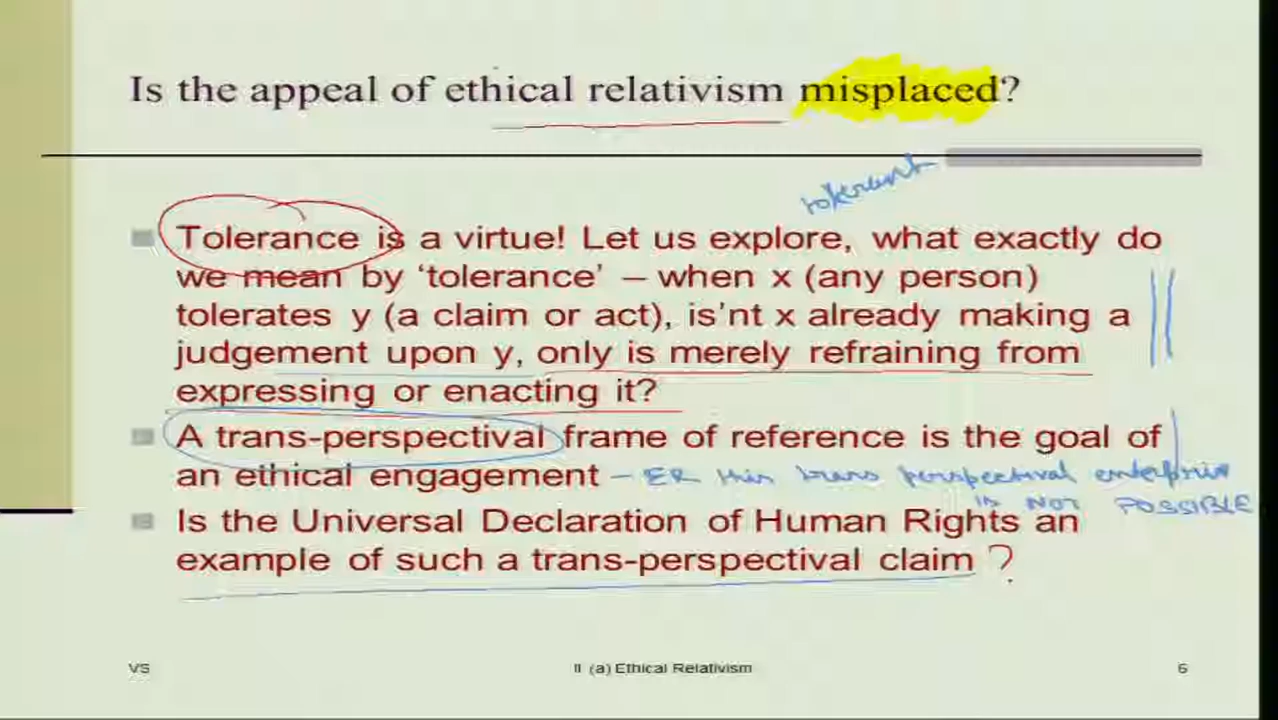 Is the appeal of ethical relativism misplaced?
tolerant
Tolerance is a virtue! Let us explore, what exactly do
we mean by ‘tolerance’ – when x (any person)
tolerates y (a claim or act), is'nt x already making a
judgement upon y, only is merely refraining from
expressing or enacting it?
A trans-perspectival frame of reference is the goal of
an ethical engagement – ER this trans perspectival enterprise
is NOT POSSIBLE
Is the Universal Declaration of Human Rights an
example of such a trans-perspectival claim ?
VS II (a) Ethical Relativism 6